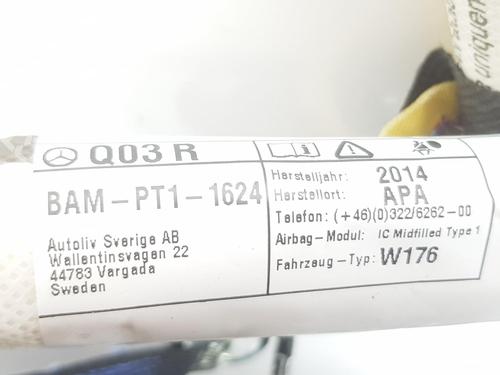 Q03 R
BAM-PT1-1624
Autoliv Sverige AB
Wallentinsvagen 22
44783 Vargada
Sweden
Herstelljahr: 2014
Herstellort: APA
Telefon: (+46)(0)322/6262-00
Airbag-Modul: IC Midfilled Type 1
Fahrzeug-Typ: W176